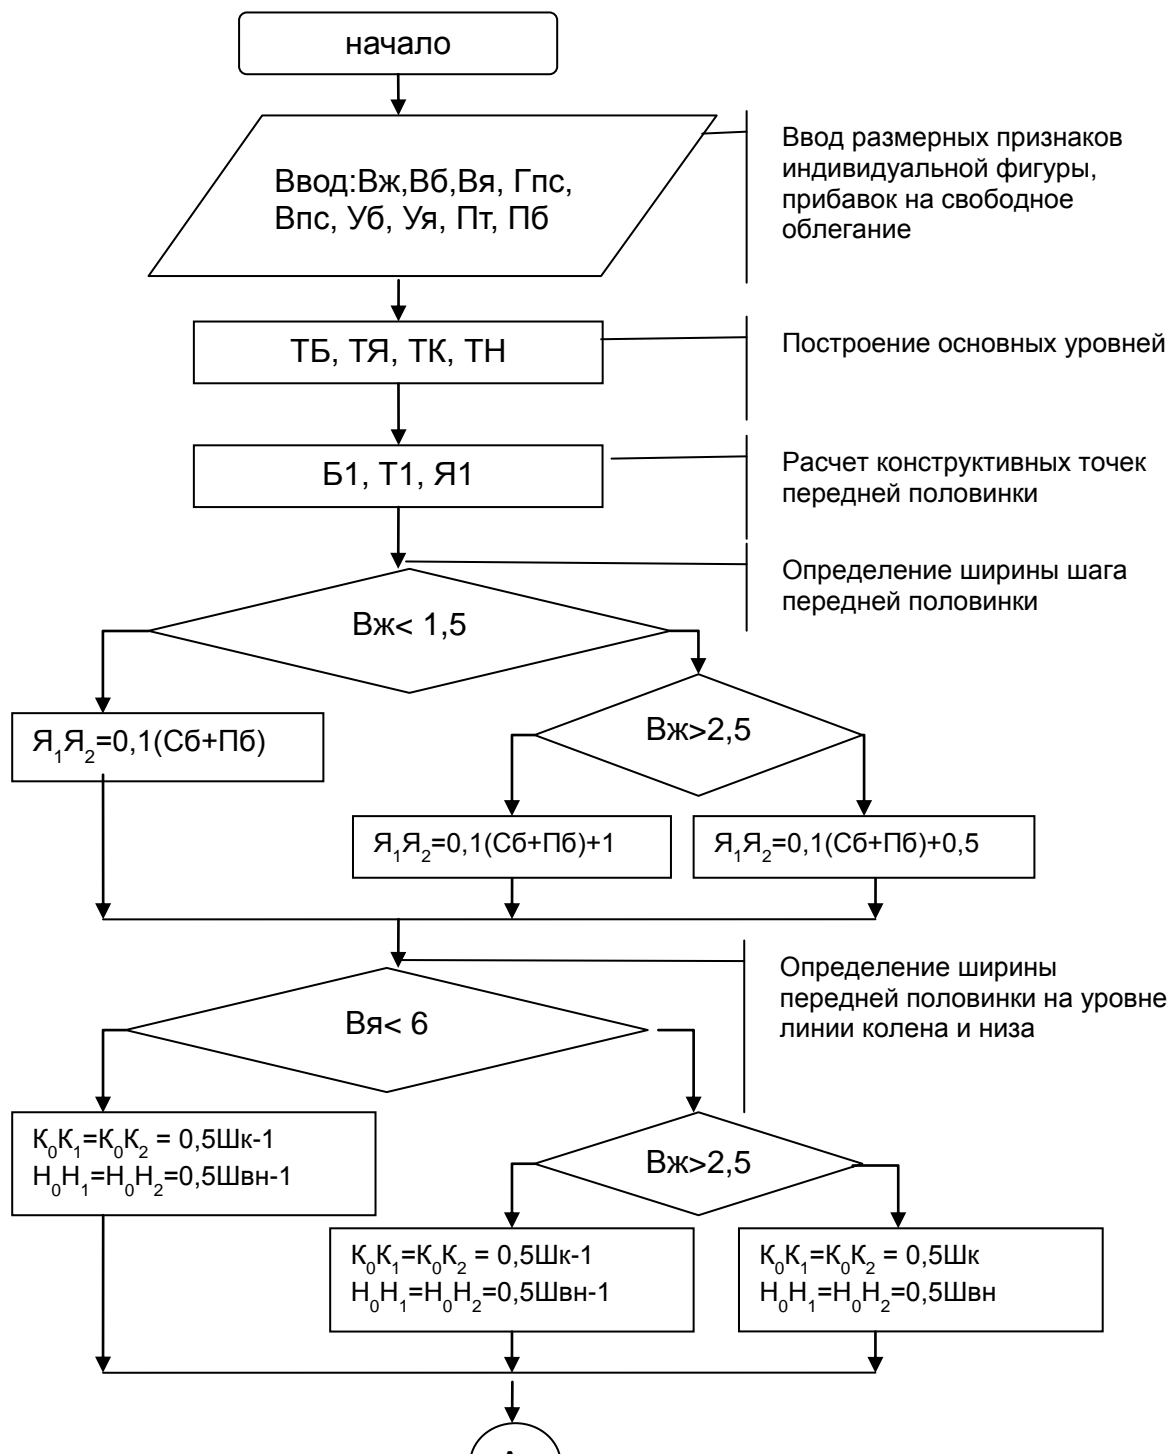 начало
Ввод:Вж,Вб,Вя, Гпс,
Впс, Уб, Уя, Пт, Пб
Ввод размерных признаков
индивидуальной фигуры,
прибавок на свободное
облегание
ТБ, ТЯ, ТК, ТН
Построение основных уровней
Б1, Т1, Я1
Расчет конструктивных точек
передней половинки
Определение ширины шага
передней половинки
Вж< 1,5
Вж>2,5
Я₁Я₂=0,1(Сб+Пб)
Я₁Я₂=0,1(Сб+Пб)+1
Я₁Я₂=0,1(Сб+Пб)+0,5
Определение ширины
передней половинки на уровне
линии колена и низа
Вя< 6
Вж>2,5
К₀К₁=К₀К₂ = 0,5Шк-1
Н₀Н₁=Н₀Н₂=0,5Швн-1
К₀К₁=К₀К₂ = 0,5Шк-1
Н₀Н₁=Н₀Н₂=0,5Швн-1
К₀К₁=К₀К₂ = 0,5Шк
Н₀Н₁=Н₀Н₂=0,5Швн